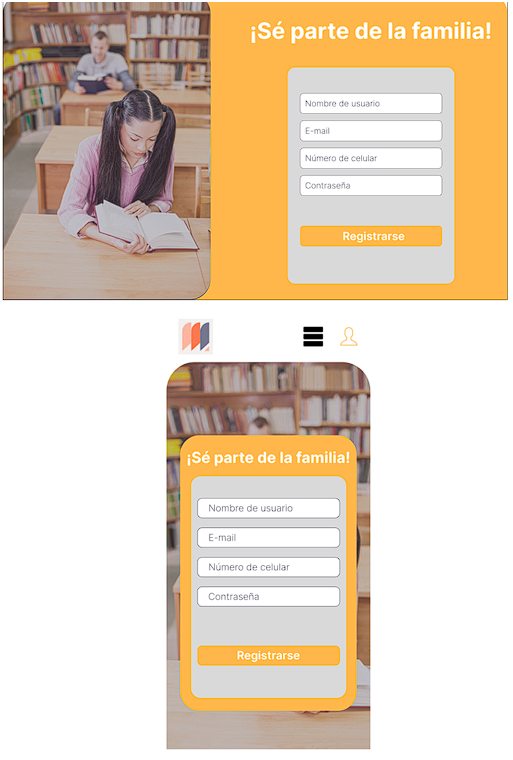 ¡Sé parte de la familia!
Nombre de usuario
E-mail
Número de celular
Contraseña
Registrarse
¡Sé parte de la familia!
Nombre de usuario
E-mail
Número de celular
Contraseña
Registrarse